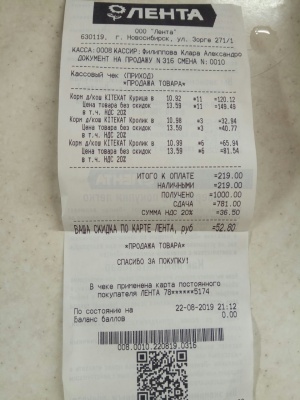 ЛЕНТА
ООО "Лента"
630119, г. Новосибирск, ул. Зорге 271/1
КАССА:0008 КАССИР:Филиппова Клара Александро
ДОКУМЕНТ НА ПРОДАЖУ N316 СМЕНА N:0010
Кассовый чек (ПРИХОД)
*ПРОДАЖА ТОВАРА*
Корм д/кош KITEKAT Курица в 10.92 *11 =120.12
Цена товара без скидок 13.59 *11 =149.49
в т.ч. НДС 20%
Корм д/кош KITEKAT Кролик в 10.98 *3 =32.94
Цена товара без скидок 13.59 *3 =40.77
в т.ч. НДС 20%
Корм д/кош KITEKAT Кролик в 10.99 *6 =65.94
Цена товара без скидок 13.59 *6 =81.54
в т.ч. НДС 20%
ИТОГО К ОПЛАТЕ =219.00
НАЛИЧНЫМИ =219.00
ПОЛУЧЕНО =1000.00
СДАЧА =781.00
СУММА НДС 20% =36.50
ВАША СКИДКА ПО КАРТЕ ЛЕНТА, руб =52.80
*ПРОДАЖА ТОВАРА*
СПАСИБО ЗА ПОКУПКУ!
В чеке применена карта постоянного
покупателя ЛЕНТА 78******5174
По состоянию на 22-08-2019 21:12
Баланс баллов 0.00
008.0010.220819.0316